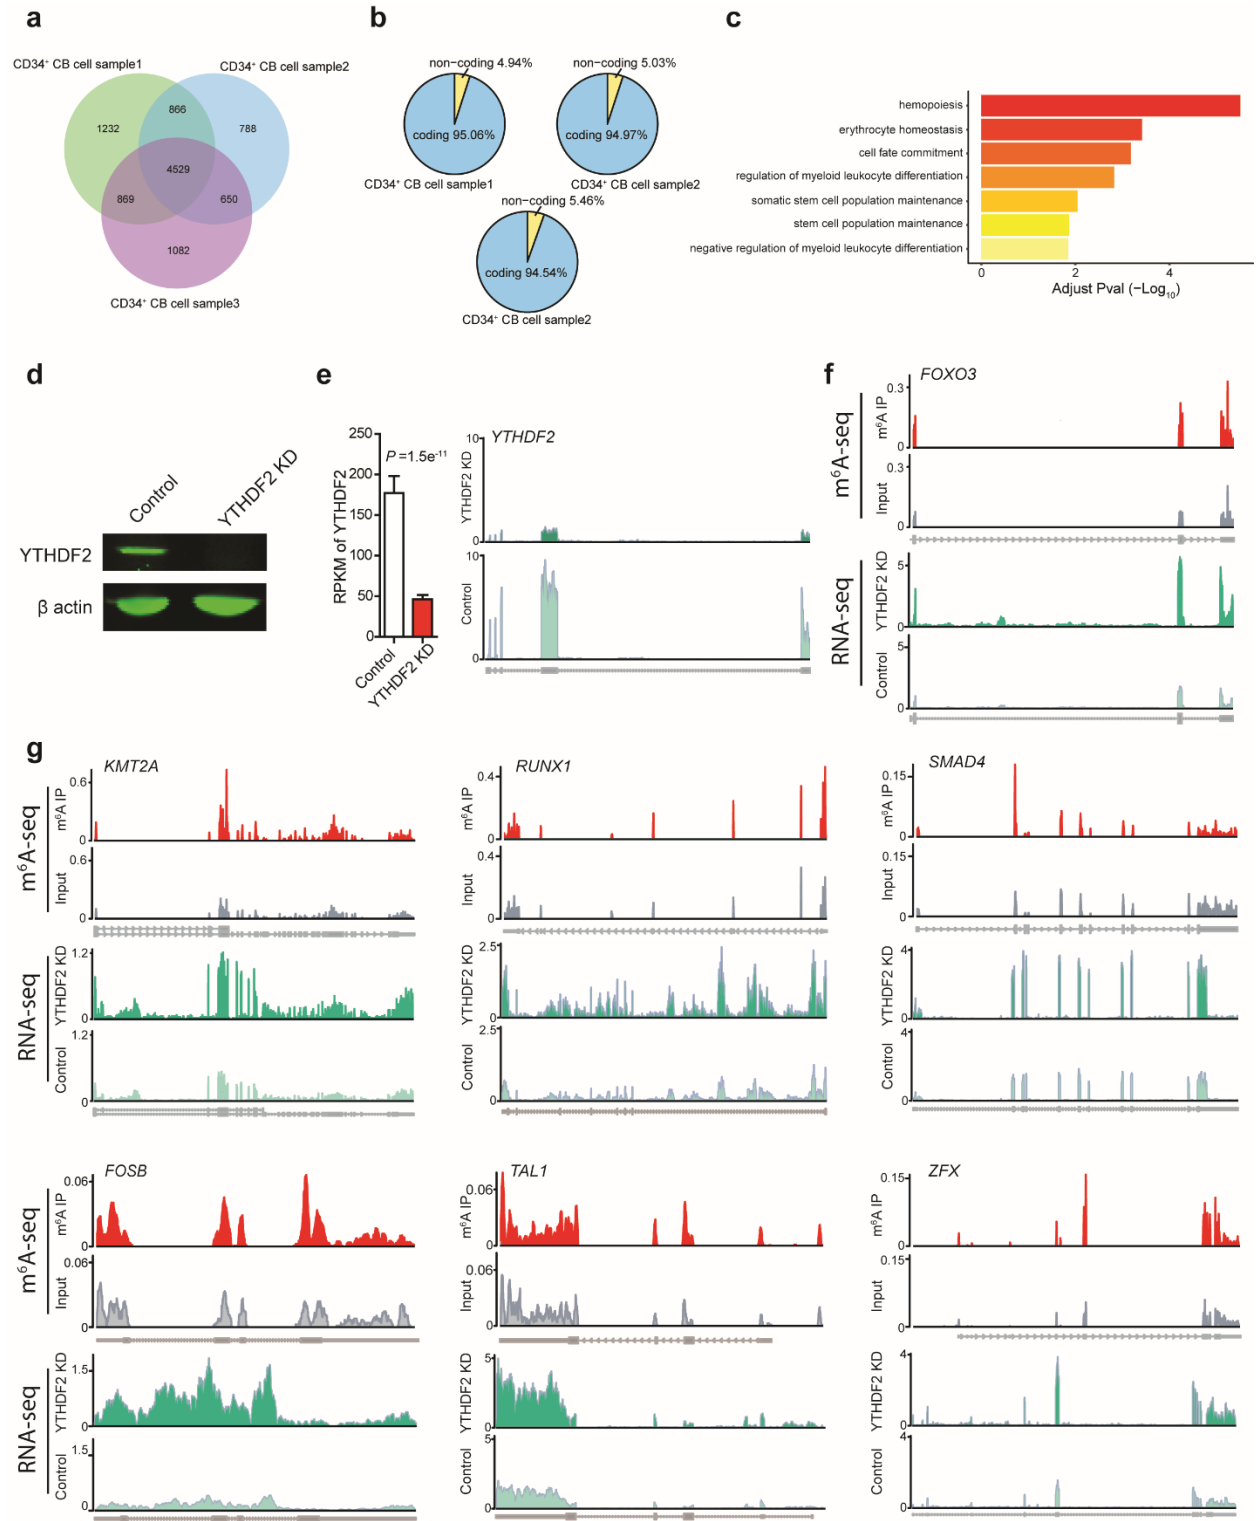 a
CD34⁺ CB cell sample1
CD34⁺ CB cell sample2
866
1232
788
4529
869
650
1082
CD34⁺ CB cell sample3
b
non-coding 4.94%
coding 95.06%
CD34⁺ CB cell sample1
non-coding 5.03%
coding 94.97%
CD34⁺ CB cell sample2
non-coding 5.46%
coding 94.54%
CD34⁺ CB cell sample2
c
hemopoiesis
erythrocyte homeostasis
cell fate commitment
regulation of myeloid leukocyte differentiation
somatic stem cell population maintenance
stem cell population maintenance
negative regulation of myeloid leukocyte differentiation
0 2 4
Adjust Pval (−Log₁₀)
d
Control
YTHDF2 KD
YTHDF2
β actin
e
RPKM of YTHDF2
250
200
150
100
50
0
P =1.5e⁻¹¹
Control
YTHDF2 KD
YTHDF2
YTHDF2 KD
10
0
Control
10
0
f
FOXO3
m⁶A-seq
m⁶A IP
0.3
0
Input
0.3
0
RNA-seq
YTHDF2 KD
5
0
Control
5
0
g
KMT2A
m⁶A-seq
m⁶A IP
0.6
0
Input
0.6
0
RNA-seq
YTHDF2 KD
1.2
0
Control
1.2
0
RUNX1
m⁶A IP
0.4
0
Input
0.4
0
YTHDF2 KD
2.5
0
Control
2.5
0
SMAD4
m⁶A IP
0.15
0
Input
0.15
0
YTHDF2 KD
4
0
Control
4
0
FOSB
m⁶A-seq
m⁶A IP
0.06
0
Input
0.06
0
RNA-seq
YTHDF2 KD
1.5
0
Control
1.5
0
TAL1
m⁶A IP
0.06
0
Input
0.06
0
YTHDF2 KD
5
0
Control
5
0
ZFX
m⁶A IP
0.15
0
Input
0.15
0
YTHDF2 KD
4
0
Control
4
0